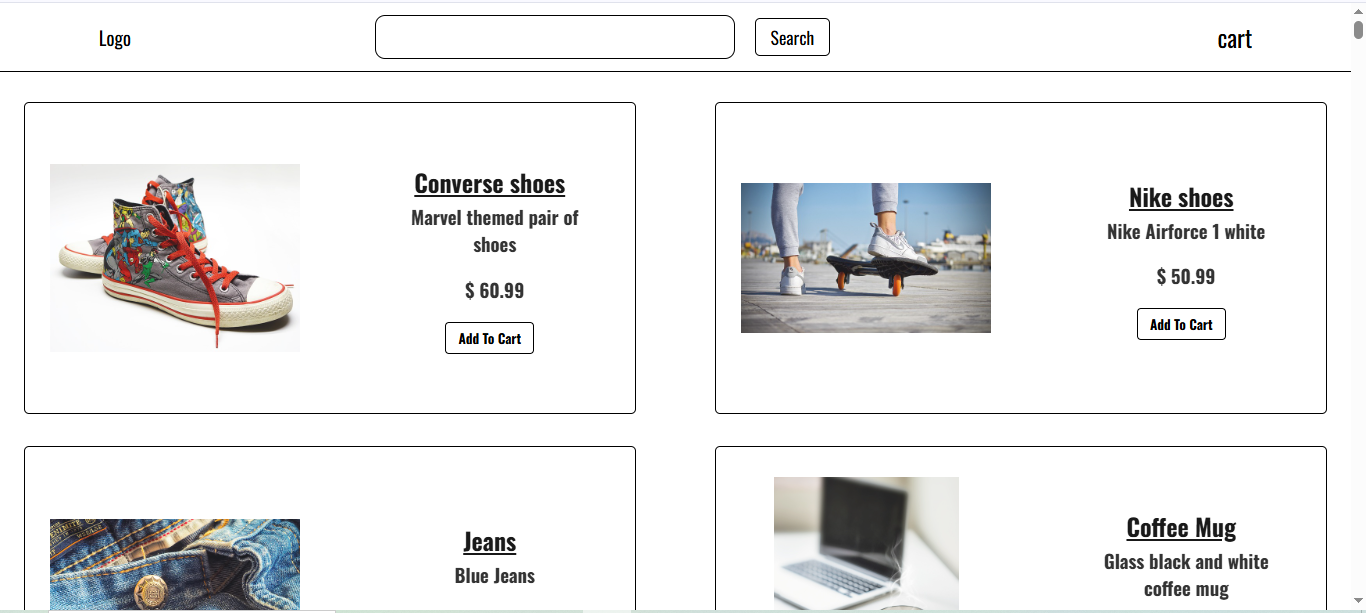 Logo
Search
cart
Converse shoes
Marvel themed pair of
shoes
$ 60.99
Add To Cart
Nike shoes
Nike Airforce 1 white
$ 50.99
Add To Cart
Jeans
Blue Jeans
Coffee Mug
Glass black and white
coffee mug